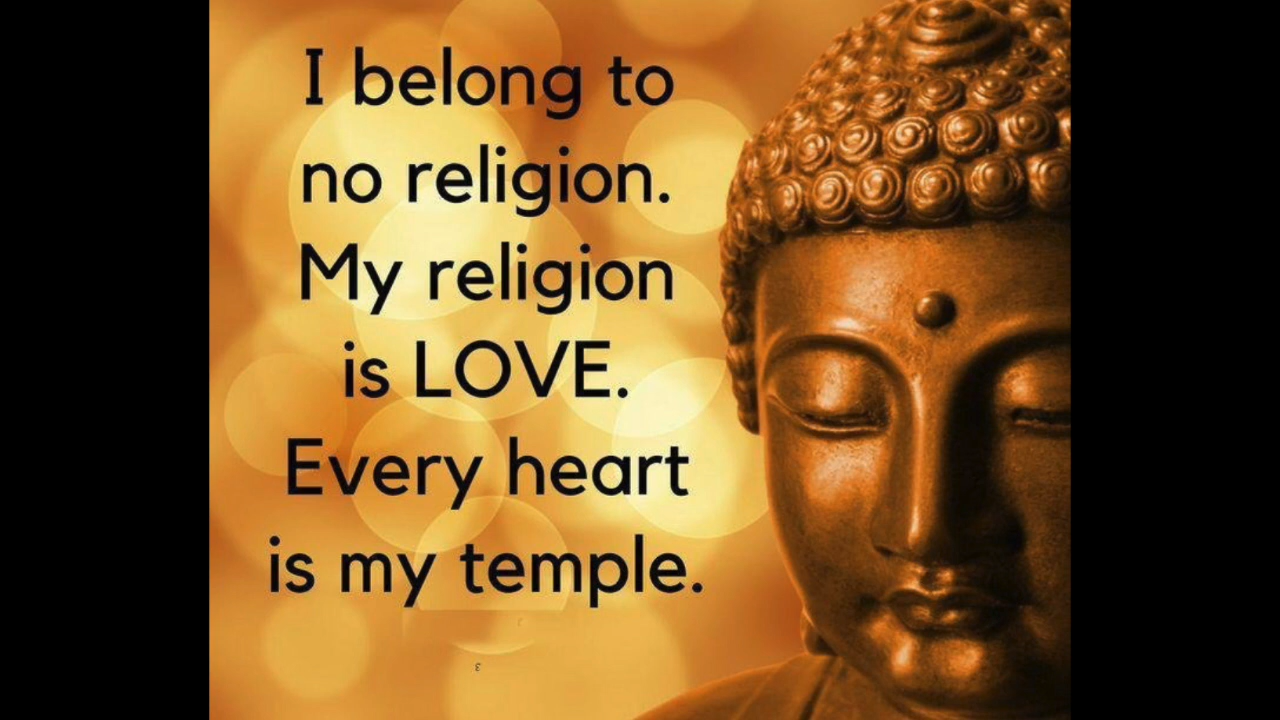 I belong to
no religion.
My religion
is LOVE.
Every heart
is my temple.